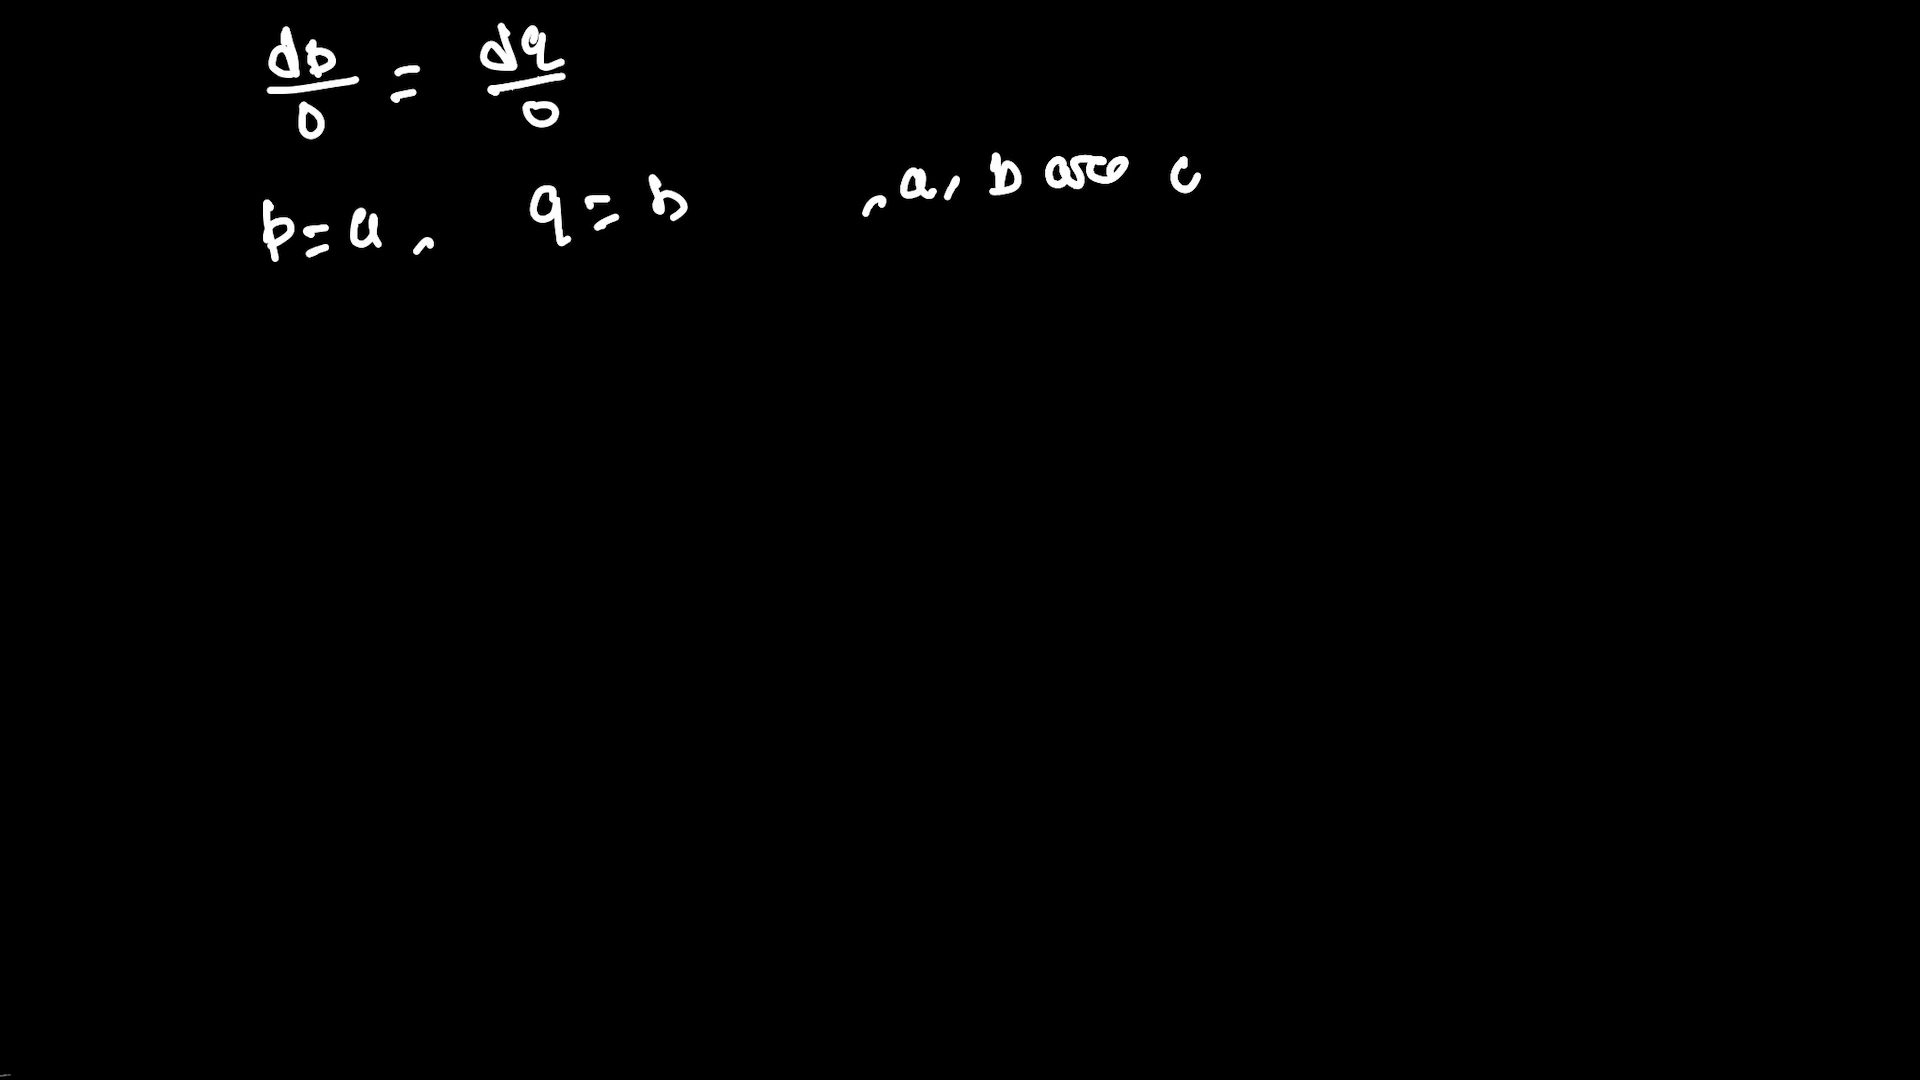 dp/0 = dq/0
p = a, q = b , a, b are c